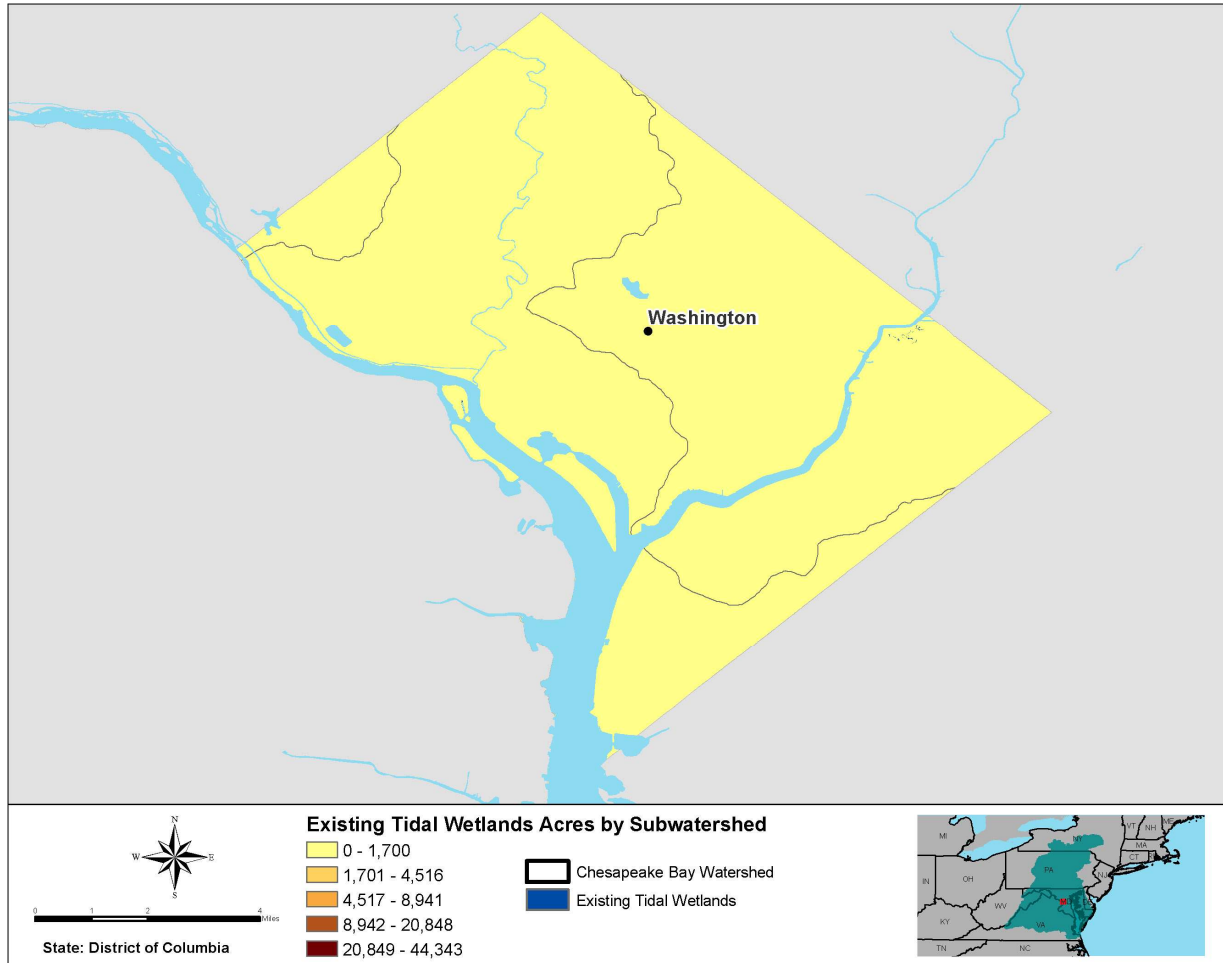 Washington
N
W
E
S
0
1
2
4
Miles
State: District of Columbia
Existing Tidal Wetlands Acres by Subwatershed
0 - 1,700
1,701 - 4,516
4,517 - 8,941
8,942 - 20,848
20,849 - 44,343
Chesapeake Bay Watershed
Existing Tidal Wetlands
MI
NY
VT
NH
ME
MA
CT
PA
NJ
IN
OH
WV
KY
VA
TN
NC